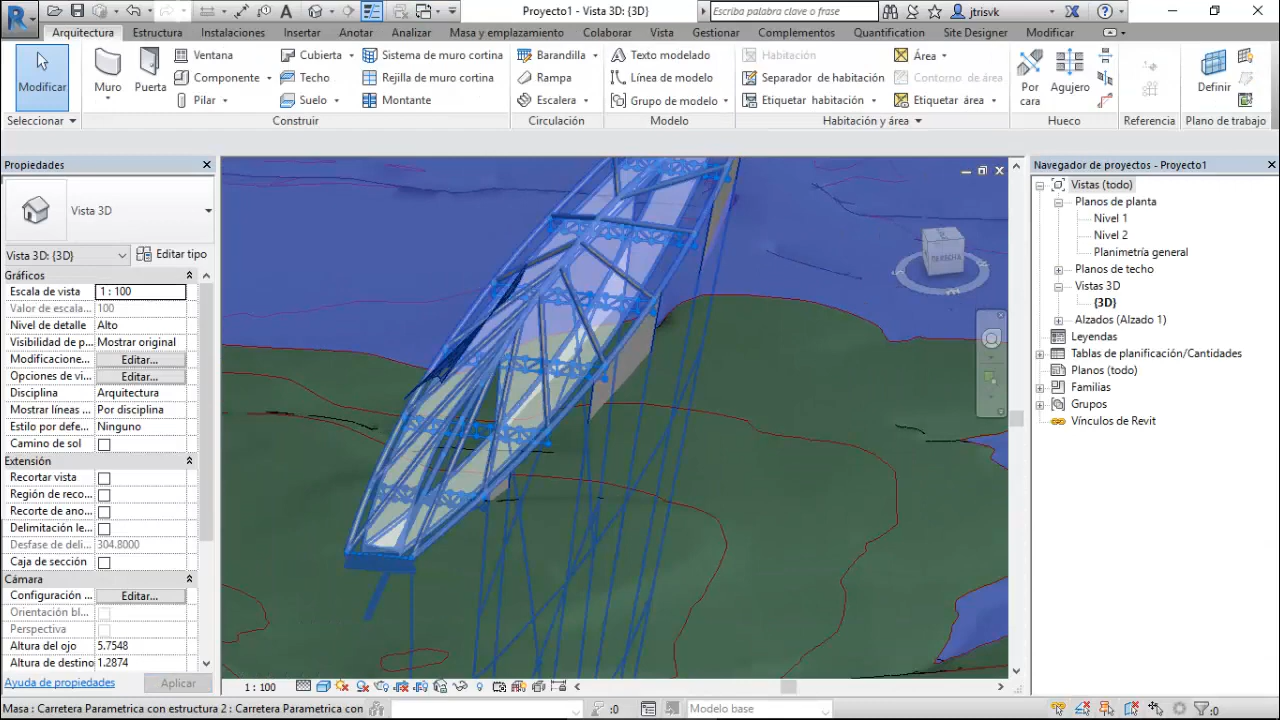 Proyecto1 - Vista 3D: {3D}
Escriba palabra clave o frase
jtrisvk
Arquitectura Estructura Instalaciones Insertar Anotar Analizar Masa y emplazamiento Colaborar Vista Gestionar Complementos Quantification Site Designer Modificar
Modificar
Seleccionar
Muro
Puerta
Ventana
Componente
Pilar
Cubierta
Techo
Suelo
Sistema de muro cortina
Rejilla de muro cortina
Montante
Construir
Barandilla
Rampa
Escalera
Circulación
Texto modelado
Línea de modelo
Grupo de modelo
Modelo
Habitación
Separador de habitación
Etiquetar habitación
Área
Contorno de área
Etiquetar área
Habitación y área
Por cara
Agujero
Hueco
Referencia
Definir
Plano de trabajo
Propiedades
Vista 3D
Vista 3D: {3D}
Editar tipo
Gráficos
Escala de vista 1 : 100
Valor de escala... 100
Nivel de detalle Alto
Visibilidad de p... Mostrar original
Modificacione... Editar...
Opciones de vi... Editar...
Disciplina Arquitectura
Mostrar líneas ... Por disciplina
Estilo por defe... Ninguno
Camino de sol
Extensión
Recortar vista
Región de reco...
Recorte de ano...
Delimitación le...
Desfase de deli... 304.8000
Caja de sección
Cámara
Configuración ... Editar...
Orientación bl...
Perspectiva
Altura del ojo 5.7548
Altura de destino 1.2874
Ayuda de propiedades
Aplicar
DERECHA
1 : 100
Navegador de proyectos - Proyecto1
Vistas (todo)
Planos de planta
Nivel 1
Nivel 2
Planimetría general
Planos de techo
Vistas 3D
{3D}
Alzados (Alzado 1)
Leyendas
Tablas de planificación/Cantidades
Planos (todo)
Familias
Grupos
Vínculos de Revit
Masa : Carretera Parametrica con estructura 2 : Carretera Parametrica con
:0
Modelo base
:0